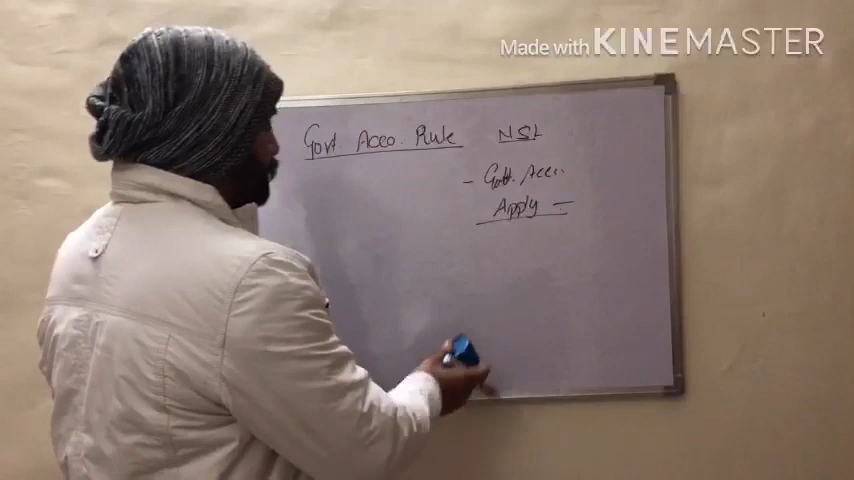 Made with KINEMASTER
Govt. Acco. Rule NSL
- Govt. Acco.
Apply -